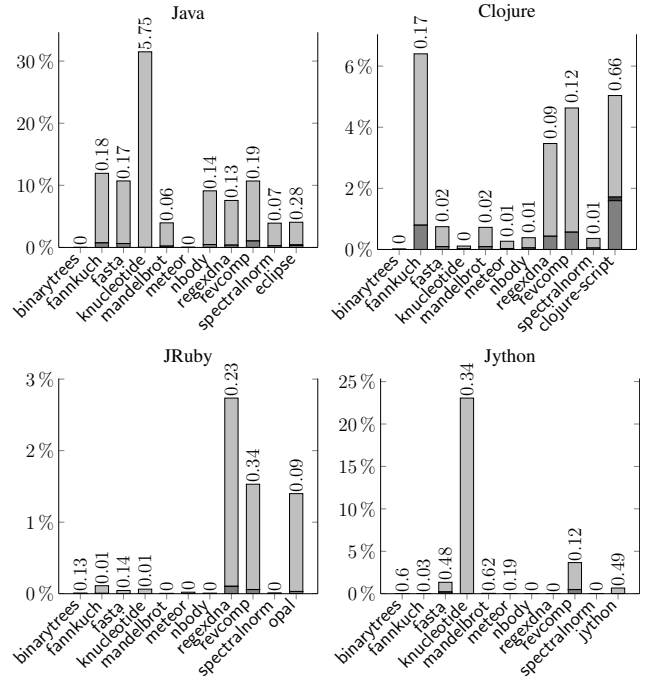 Java
30 %
20 %
10 %
0 %
0
0.18
0.17
5.75
0.06
0
0.14
0.13
0.19
0.07
0.28
binarytrees
fannkuch
fasta
knucleotide
mandelbrot
meteor
nbody
regexdna
revcomp
spectralnorm
eclipse
Clojure
6 %
4 %
2 %
0 %
0
0.17
0.02
0
0.02
0.01
0.01
0.09
0.12
0.01
0.66
binarytrees
fannkuch
fasta
knucleotide
mandelbrot
meteor
nbody
regexdna
revcomp
spectralnorm
clojure-script
JRuby
3 %
2 %
1 %
0 %
0.13
0.01
0.14
0.01
0
0
0
0.23
0.34
0
0.09
binarytrees
fannkuch
fasta
knucleotide
mandelbrot
meteor
nbody
regexdna
revcomp
spectralnorm
opal
Jython
25 %
20 %
15 %
10 %
5 %
0 %
0.6
0.03
0.48
0.34
0.62
0.19
0
0
0.12
0
0.49
binarytrees
fannkuch
fasta
knucleotide
mandelbrot
meteor
nbody
regexdna
revcomp
spectralnorm
jython